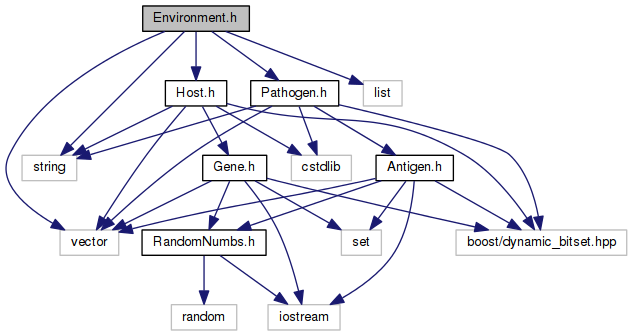 Environment.h
Host.h
Pathogen.h
list
string
Gene.h
cstdlib
Antigen.h
vector
RandomNumbs.h
set
boost/dynamic_bitset.hpp
random
iostream